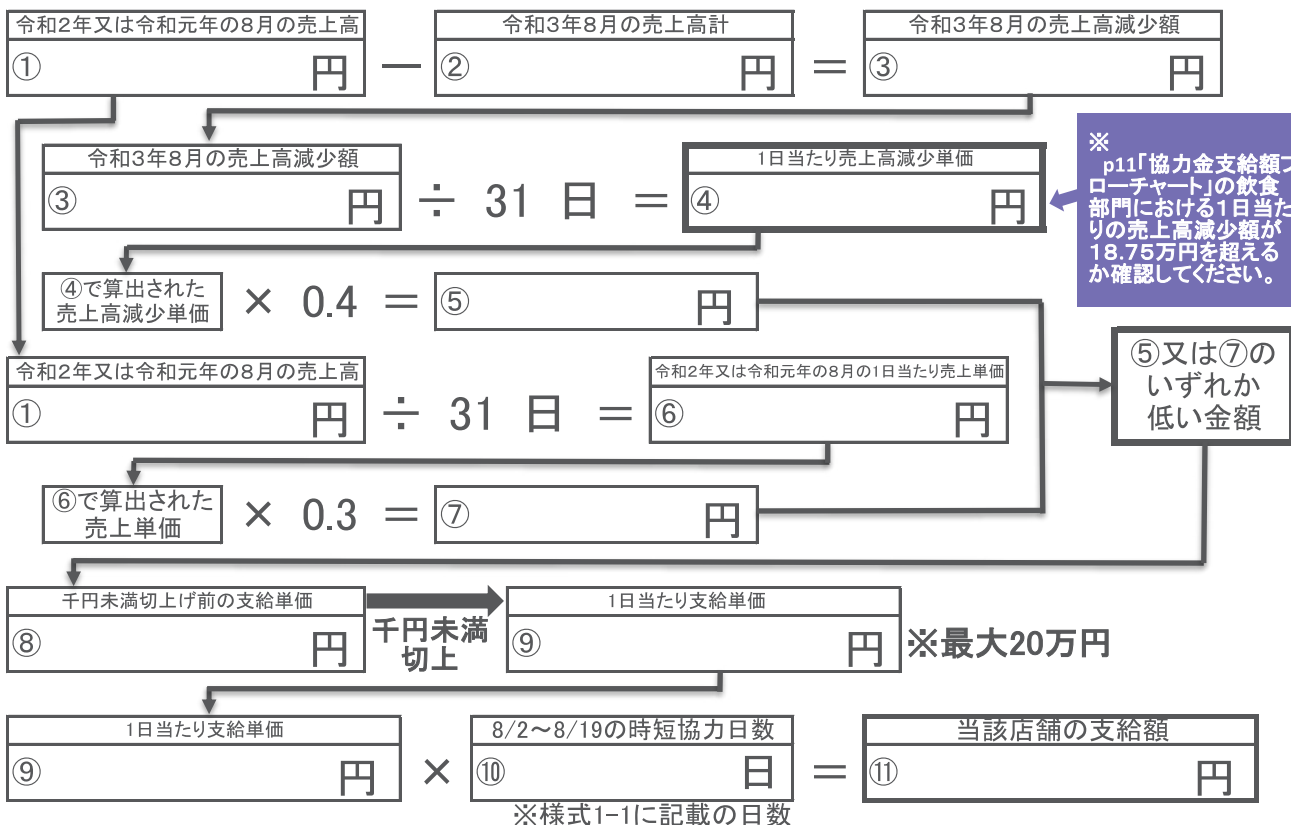 令和2年又は令和元年の8月の売上高
令和3年8月の売上高計
令和3年8月の売上高減少額
① 円 － ② 円 ＝ ③ 円
令和3年8月の売上高減少額
1日当たり売上高減少単価
③ 円 ÷ 31 日 ＝ ④ 円
※
p11「協力金支給額フ
ローチャート」の飲食
部門における1日当た
りの売上高減少額が
18.75万円を超える
か確認してください。
④で算出された
売上高減少単価
× 0.4 ＝ ⑤ 円
令和2年又は令和元年の8月の売上高
令和2年又は令和元年の8月の1日当たり売上単価
① 円 ÷ 31 日 ＝ ⑥ 円
⑤又は⑦の
いずれか
低い金額
⑥で算出された
売上単価
× 0.3 ＝ ⑦ 円
千円未満切上げ前の支給単価
⑧ 円
千円未満
切上
1日当たり支給単価
⑨ 円
※最大20万円
1日当たり支給単価
8/2～8/19の時短協力日数
当該店舗の支給額
⑨ 円 × ⑩ 日 ＝ ⑪ 円
※様式1-1に記載の日数